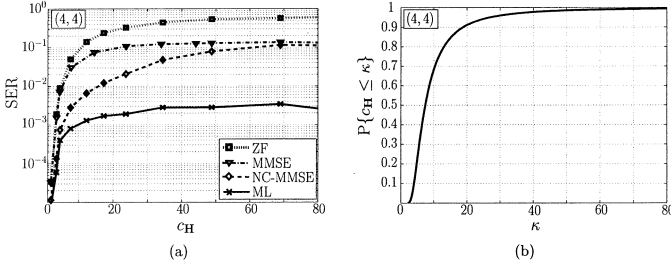 (4, 4)
SER
10^0
10^{-1}
10^{-2}
10^{-3}
10^{-4}
ZF
MMSE
NC-MMSE
ML
0 20 40 60 80
c_H
(a)
(4, 4)
P{c_H ≤ κ}
1
0.9
0.8
0.7
0.6
0.5
0.4
0.3
0.2
0.1
0 20 40 60 80
κ
(b)